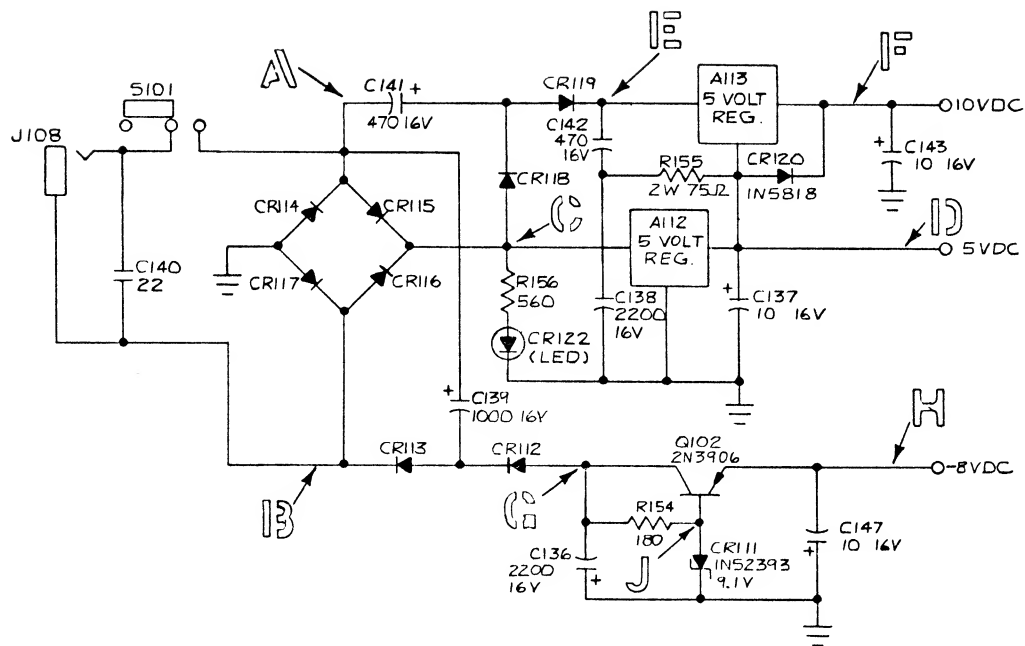 A
E
F
C141 +
470 16V
CR119
A113
5 VOLT
REG.
10VDC
S101
J108
C142
470
16V
R155
2W 75Ω
CR120
1N5818
+
C143
10 16V
CR114
CR115
CR118
C
A112
5 VOLT
REG.
D
5VDC
C140
22
CR117
CR116
R156
560
CR122
(LED)
C138
2200
16V
+
C137
10 16V
+
C139
1000 16V
H
CR113
CR112
Q102
2N3906
-8VDC
B
G
R154
180
C136
2200
16V
+
J
CR111
1N52393
9.1V
C147
10 16V
+